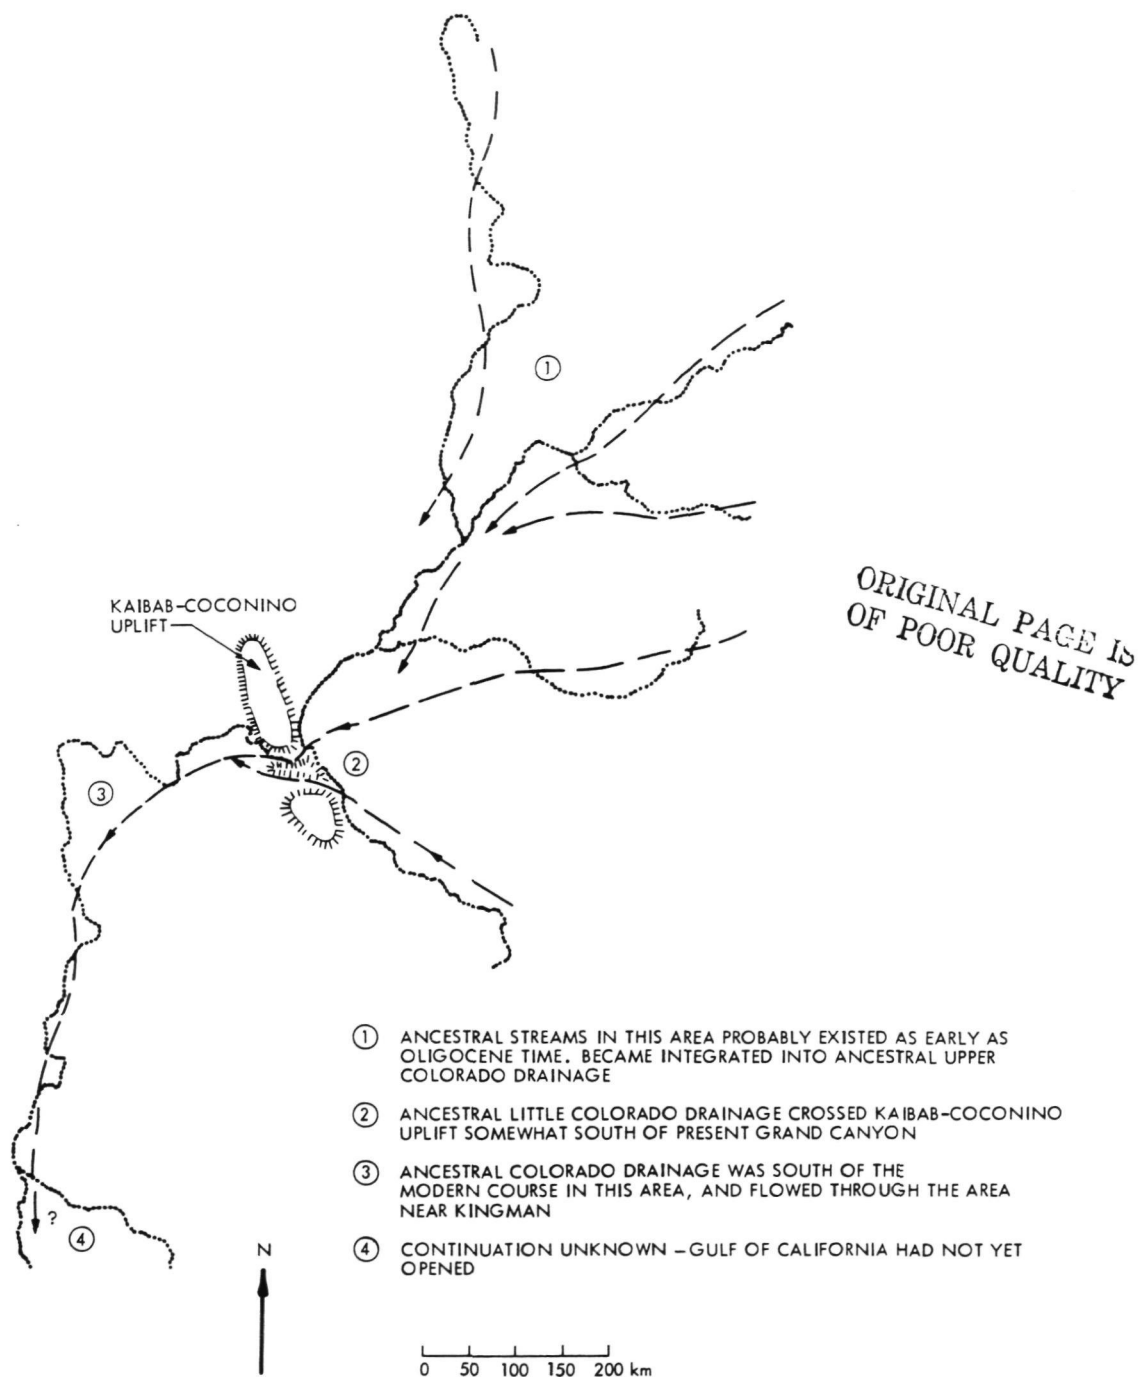 ①
ORIGINAL PAGE IS
OF POOR QUALITY
KAIBAB-COCONINO
UPLIFT
②
③
① ANCESTRAL STREAMS IN THIS AREA PROBABLY EXISTED AS EARLY AS
OLIGOCENE TIME. BECAME INTEGRATED INTO ANCESTRAL UPPER
COLORADO DRAINAGE
② ANCESTRAL LITTLE COLORADO DRAINAGE CROSSED KAIBAB-COCONINO
UPLIFT SOMEWHAT SOUTH OF PRESENT GRAND CANYON
③ ANCESTRAL COLORADO DRAINAGE WAS SOUTH OF THE
MODERN COURSE IN THIS AREA, AND FLOWED THROUGH THE AREA
NEAR KINGMAN
?
④
④ CONTINUATION UNKNOWN – GULF OF CALIFORNIA HAD NOT YET
OPENED
N
0 50 100 150 200 km